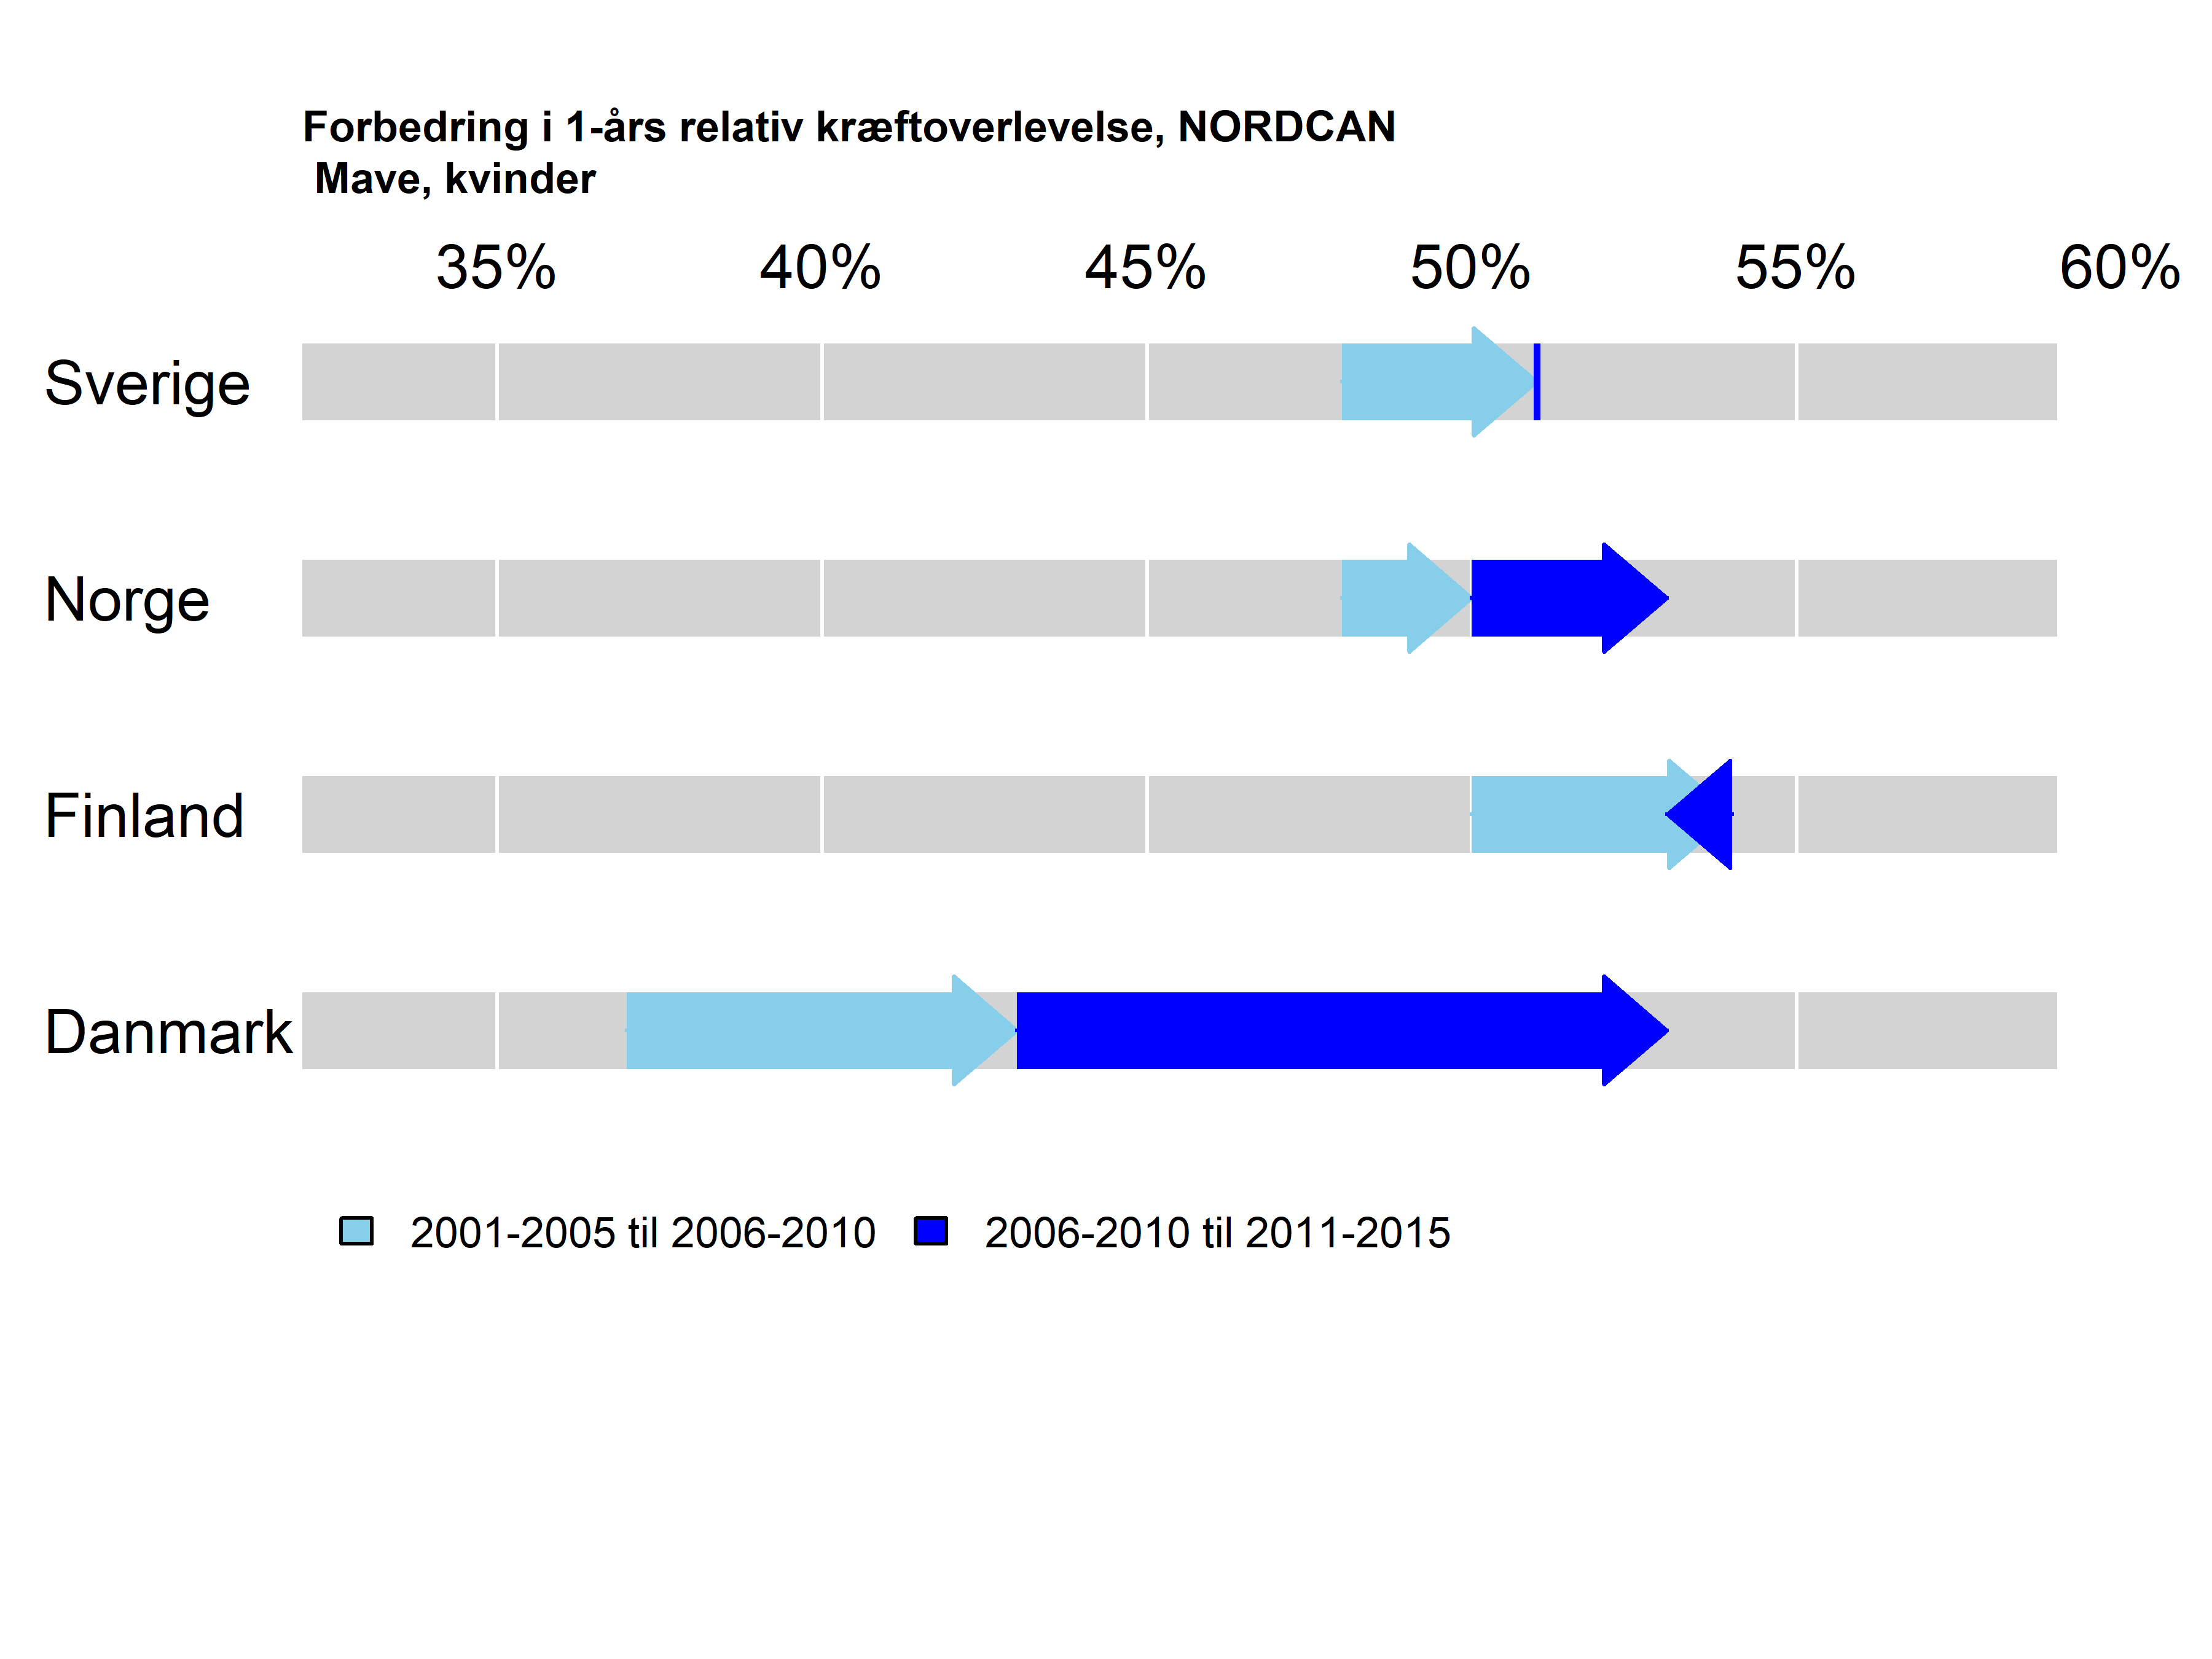 Forbedring i 1-års relativ kræftoverlevelse, NORDCAN
Mave, kvinder
35% 40% 45% 50% 55% 60%
Sverige
Norge
Finland
Danmark
2001-2005 til 2006-2010 2006-2010 til 2011-2015